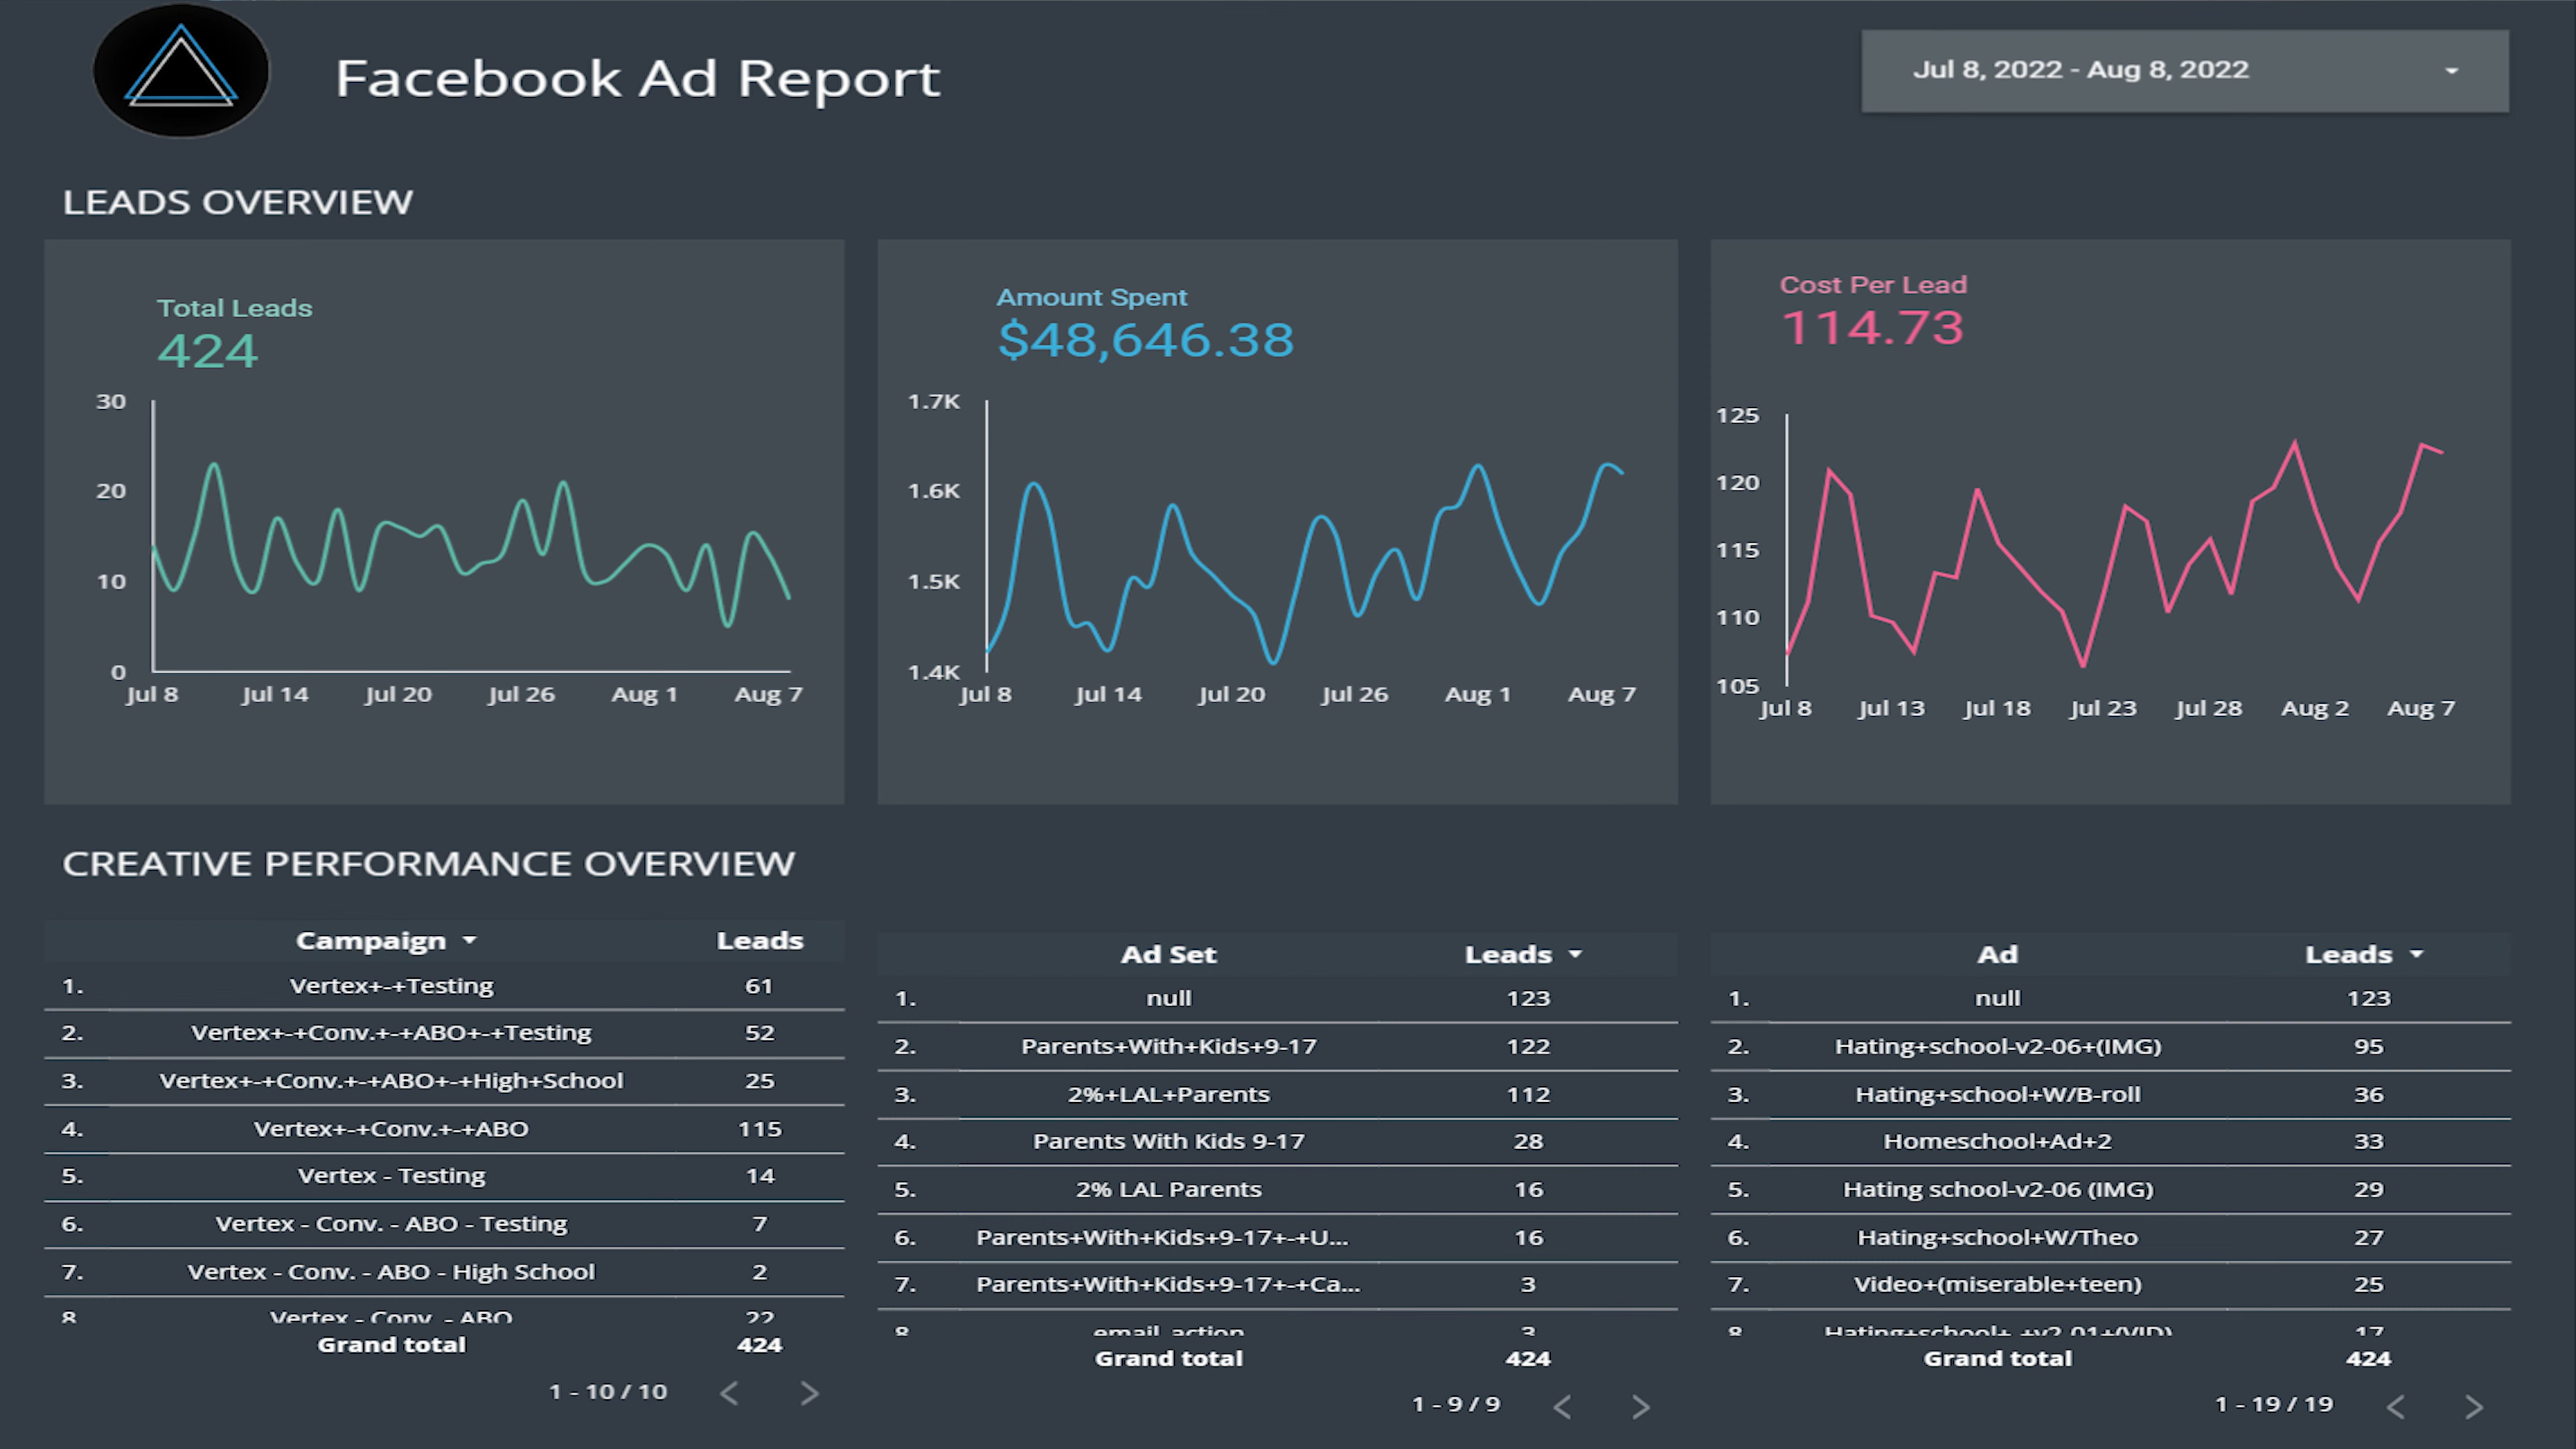 Facebook Ad Report
Jul 8, 2022 - Aug 8, 2022
LEADS OVERVIEW
Total Leads
424
30
20
10
0
Jul 8 Jul 14 Jul 20 Jul 26 Aug 1 Aug 7
Amount Spent
$48,646.38
1.7K
1.6K
1.5K
1.4K
Jul 8 Jul 14 Jul 20 Jul 26 Aug 1 Aug 7
Cost Per Lead
114.73
125
120
115
110
105
Jul 8 Jul 13 Jul 18 Jul 23 Jul 28 Aug 2 Aug 7
CREATIVE PERFORMANCE OVERVIEW
Campaign Leads
1. Vertex+-+Testing 61
2. Vertex+-+Conv.+-+ABO+-+Testing 52
3. Vertex+-+Conv.+-+ABO+-+High+School 25
4. Vertex+-+Conv.+-+ABO 115
5. Vertex - Testing 14
6. Vertex - Conv. - ABO - Testing 7
7. Vertex - Conv. - ABO - High School 2
8 Vertex - Conv. - ABO 22
Grand total 424
1 - 10 / 10
Ad Set Leads
1. null 123
2. Parents+With+Kids+9-17 122
3. 2%+LAL+Parents 112
4. Parents With Kids 9-17 28
5. 2% LAL Parents 16
6. Parents+With+Kids+9-17+-+U... 16
7. Parents+With+Kids+9-17+-+Ca... 3
8 email_action 3
Grand total 424
1 - 9 / 9
Ad Leads
1. null 123
2. Hating+school-v2-06+(IMG) 95
3. Hating+school+W/B-roll 36
4. Homeschool+Ad+2 33
5. Hating school-v2-06 (IMG) 29
6. Hating+school+W/Theo 27
7. Video+(miserable+teen) 25
8 17
Grand total 424
1 - 19 / 19